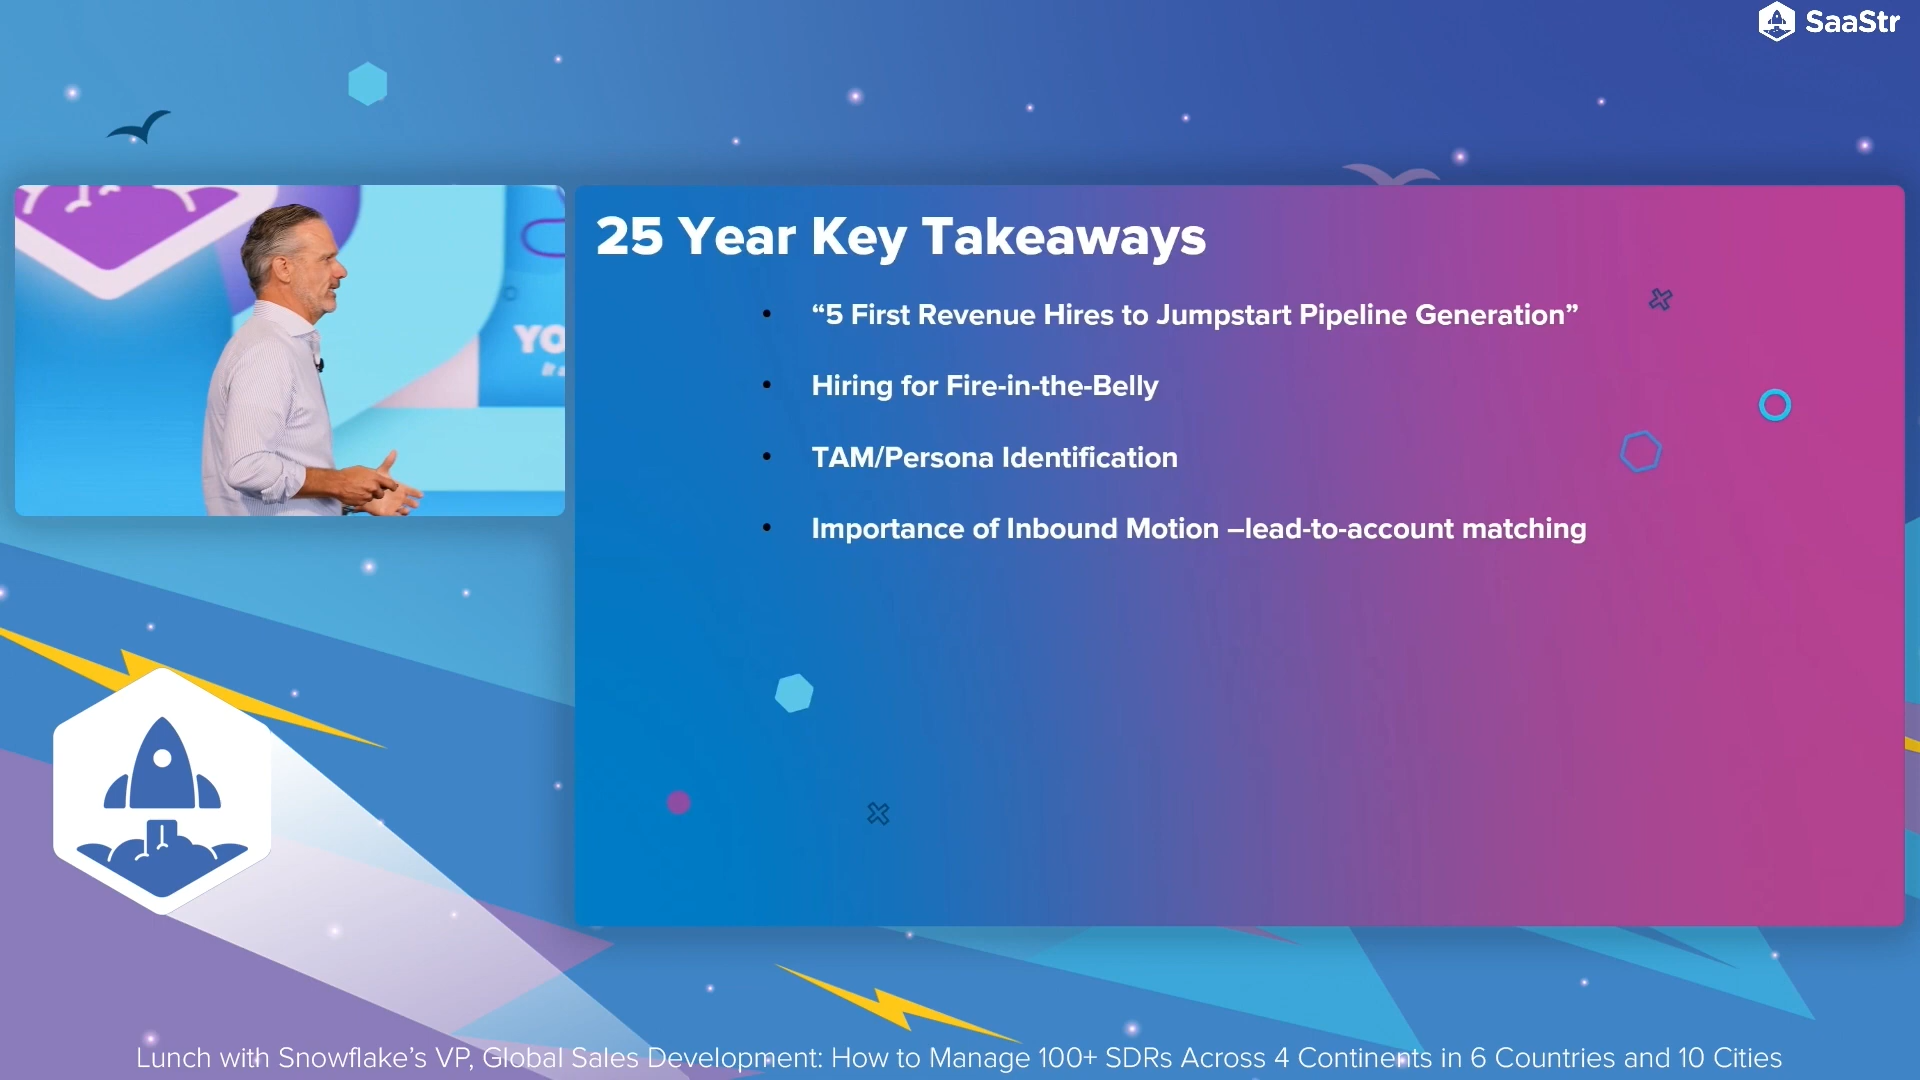 SaaStr
25 Year Key Takeaways
• “5 First Revenue Hires to Jumpstart Pipeline Generation”
• Hiring for Fire-in-the-Belly
• TAM/Persona Identification
• Importance of Inbound Motion –lead-to-account matching
YO
Lunch with Snowflake’s VP, Global Sales Development: How to Manage 100+ SDRs Across 4 Continents in 6 Countries and 10 Cities